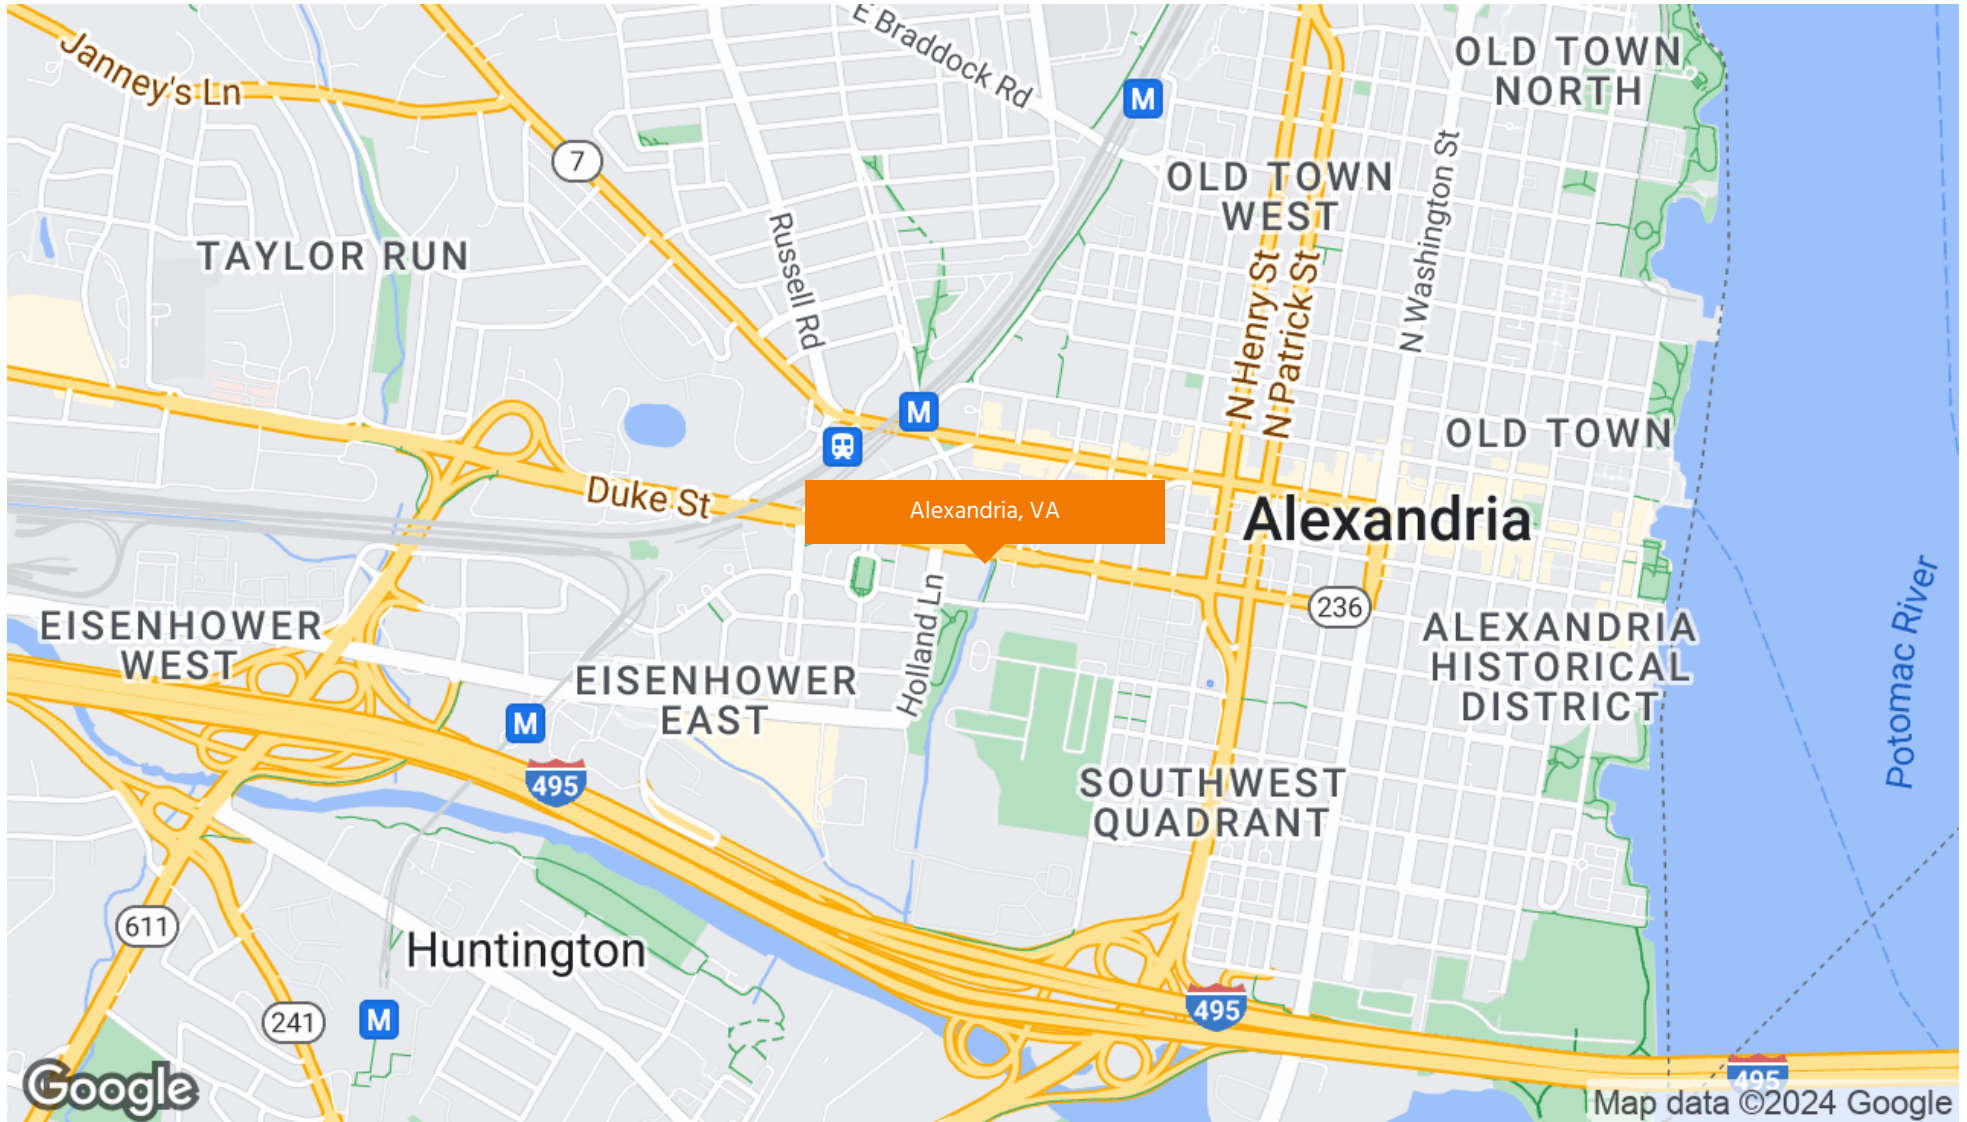 E Braddock Rd
OLD TOWN
NORTH
Janney's Ln
M
7
OLD TOWN
WEST
N Washington St
Russell Rd
TAYLOR RUN
N Henry St
N Patrick St
M
OLD TOWN
Duke St
Alexandria, VA
Alexandria
Holland Ln
236
EISENHOWER
WEST
ALEXANDRIA
HISTORICAL
DISTRICT
Potomac River
EISENHOWER
EAST
M
495
SOUTHWEST
QUADRANT
611
Huntington
495
241
M
495
Google
Map data ©2024 Google